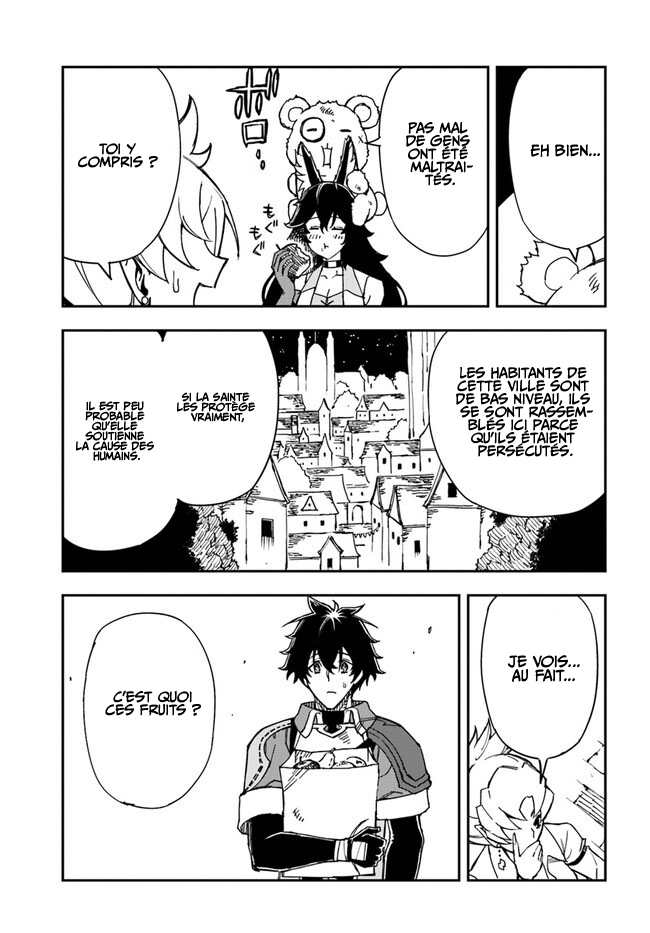 EH BIEN...
PAS MAL
DE GENS
ONT ÉTÉ
MALTRAI-
TÉS.
ボロ
もぐ
もぐ
TOI Y
COMPRIS ?
LES HABITANTS DE
CETTE VILLE SONT
DE BAS NIVEAU, ILS
SE SONT RASSEM-
BLÉS ICI PARCE
QU'ILS ÉTAIENT
PERSÉCUTÉS.
SI LA SAINTE
LES PROTÈGE
VRAIMENT,
IL EST PEU
PROBABLE
QU'ELLE
SOUTIENNE
LA CAUSE DES
HUMAINS.
JE VOIS...
AU FAIT...
C'EST QUOI
CES FRUITS ?